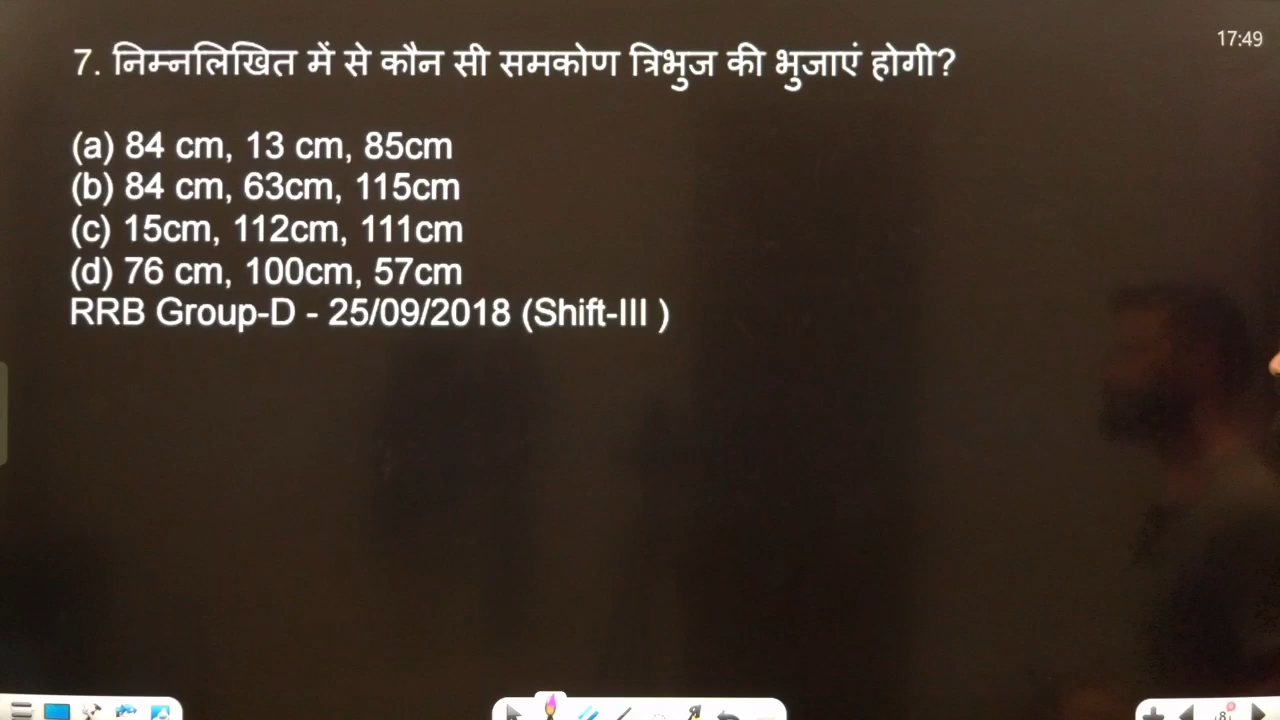 17:49
7. निम्नलिखित में से कौन सी समकोण त्रिभुज की भुजाएं होगी?
(a) 84 cm, 13 cm, 85cm
(b) 84 cm, 63cm, 115cm
(c) 15cm, 112cm, 111cm
(d) 76 cm, 100cm, 57cm
RRB Group-D - 25/09/2018 (Shift-III )